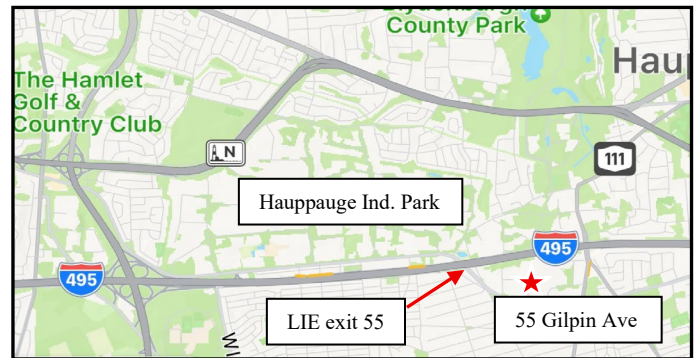 County Park
Haup
The Hamlet
Golf &
Country Club
N
111
Hauppauge Ind. Park
495
495
LIE exit 55
55 Gilpin Ave